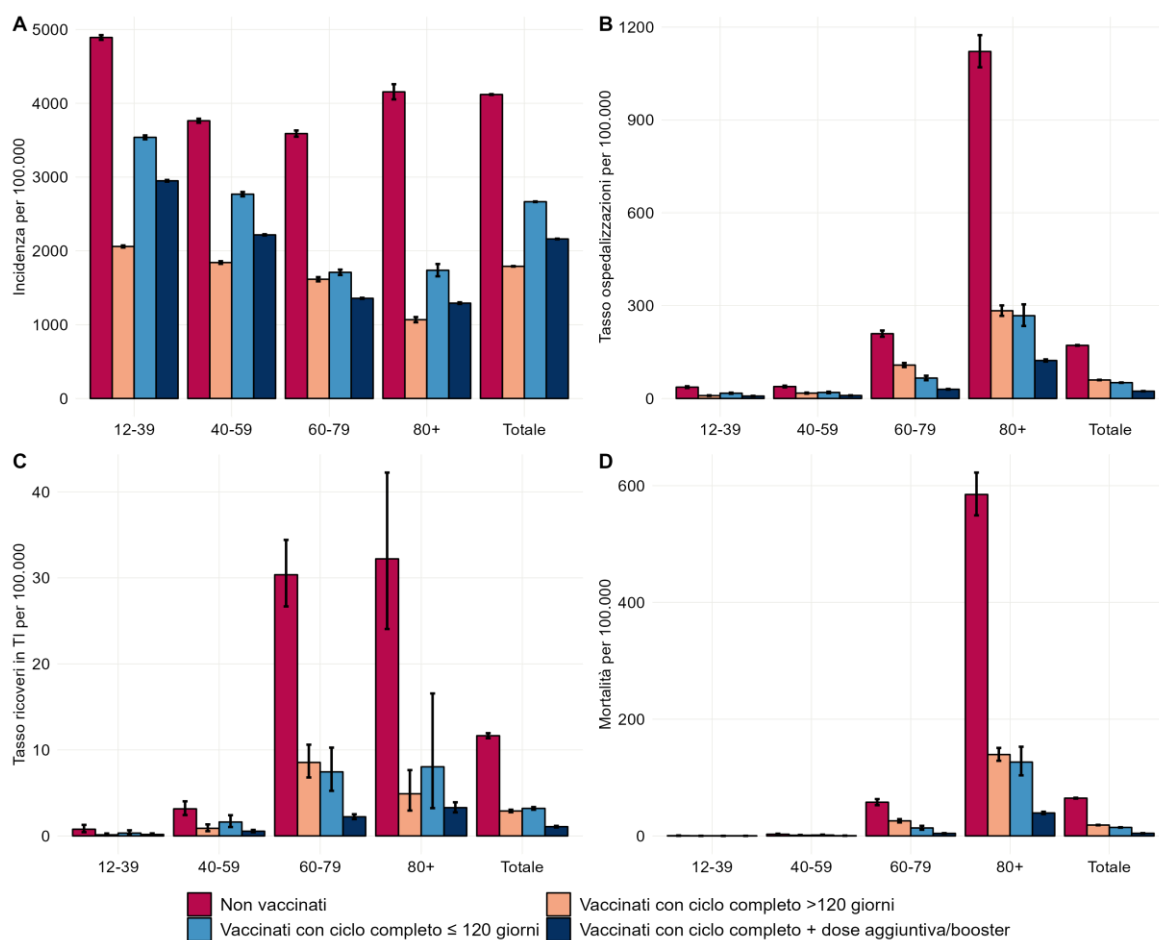 A
Incidenza per 100.000
5000
4000
3000
2000
1000
0
12-39 40-59 60-79 80+ Totale
B
Tasso ospedalizzazioni per 100.000
1200
900
600
300
0
12-39 40-59 60-79 80+ Totale
C
Tasso ricoveri in TI per 100.000
40
30
20
10
0
12-39 40-59 60-79 80+ Totale
D
Mortalità per 100.000
600
400
200
0
12-39 40-59 60-79 80+ Totale
Non vaccinati
Vaccinati con ciclo completo >120 giorni
Vaccinati con ciclo completo ≤ 120 giorni
Vaccinati con ciclo completo + dose aggiuntiva/booster